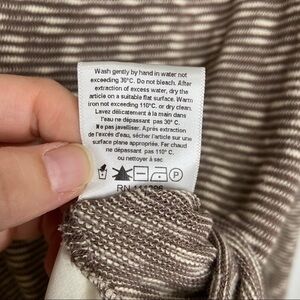 Wash gently by hand in water not
exceeding 30°C. Do not bleach. After
extraction of excess water, dry the
article on a suitable flat surface. Warm
iron not exceeding 110°C. or dry clean.
Lavez délicatement à la main dans
l'eau ne dépassant pas 30° C.
Ne pas javelliser. Après extraction
de l'excès d'eau, sécher l'article sur une
surface plane appropriée. Fer chaud
ne dépassant pas 110° C.
ou nettoyer à sec
P
RN